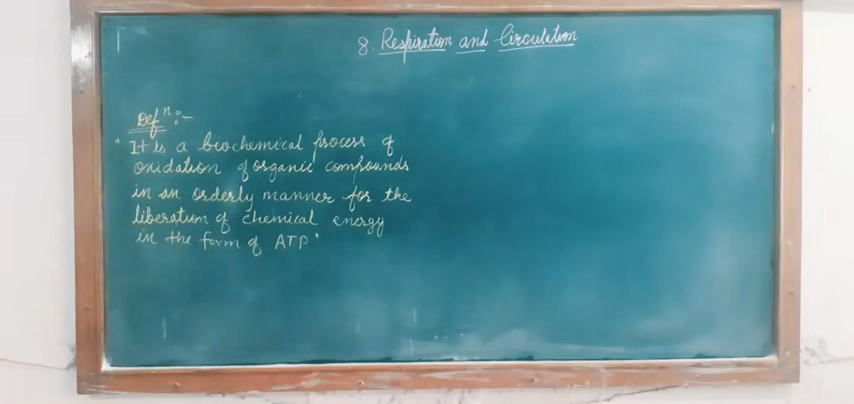 8. Respiration and Circulation
Defⁿ:-
"It is a biochemical process of
oxidation of organic compounds
in an orderly manner for the
liberation of chemical energy
in the form of ATP"